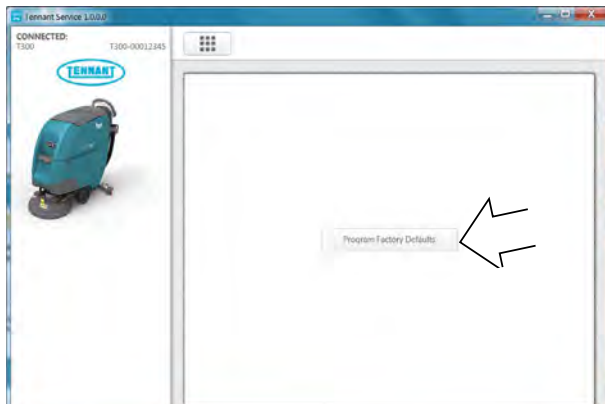 Tennant Service 1.0.0.0
CONNECTED:
T300 T300-00012345
TENNANT
Program Factory Defaults